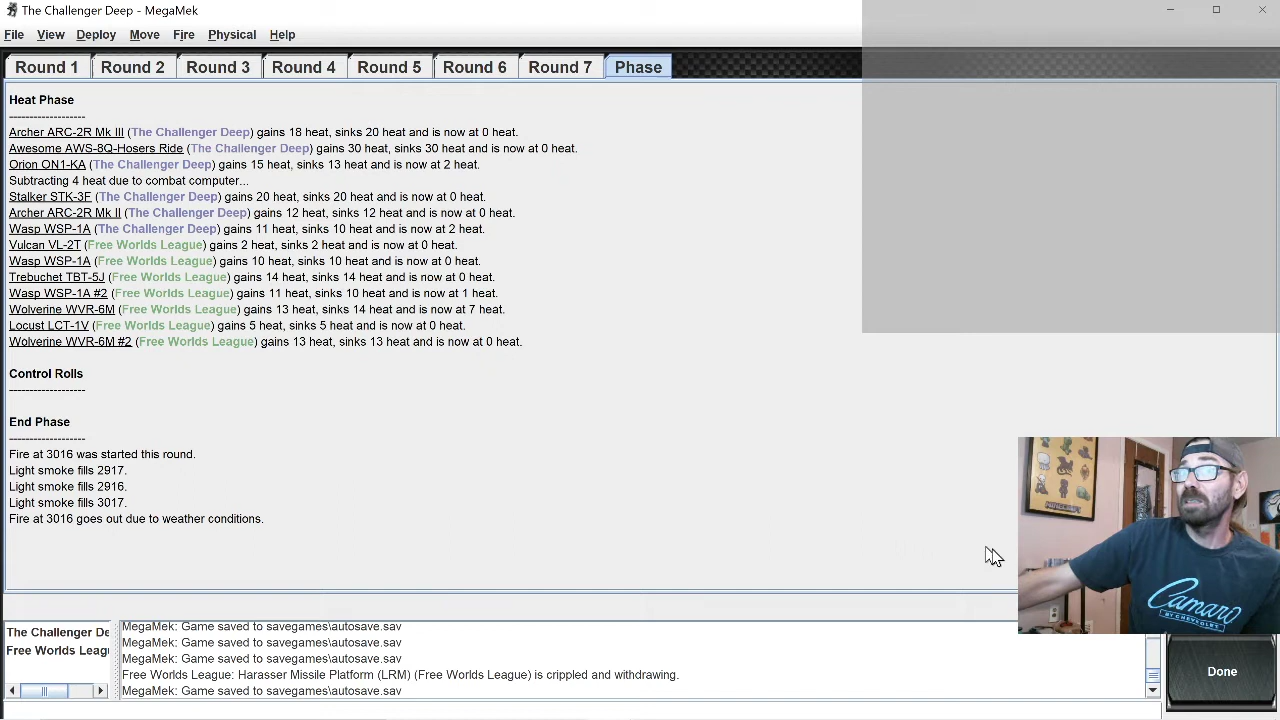 The Challenger Deep - MegaMek
File View Deploy Move Fire Physical Help
Round 1 Round 2 Round 3 Round 4 Round 5 Round 6 Round 7 Phase
Heat Phase
-------------------
Archer ARC-2R Mk III (The Challenger Deep) gains 18 heat, sinks 20 heat and is now at 0 heat.
Awesome AWS-8Q-Hosers Ride (The Challenger Deep) gains 30 heat, sinks 30 heat and is now at 0 heat.
Orion ON1-KA (The Challenger Deep) gains 15 heat, sinks 13 heat and is now at 2 heat.
Subtracting 4 heat due to combat computer...
Stalker STK-3F (The Challenger Deep) gains 20 heat, sinks 20 heat and is now at 0 heat.
Archer ARC-2R Mk II (The Challenger Deep) gains 12 heat, sinks 12 heat and is now at 0 heat.
Wasp WSP-1A (The Challenger Deep) gains 11 heat, sinks 10 heat and is now at 2 heat.
Vulcan VL-2T (Free Worlds League) gains 2 heat, sinks 2 heat and is now at 0 heat.
Wasp WSP-1A (Free Worlds League) gains 10 heat, sinks 10 heat and is now at 0 heat.
Trebuchet TBT-5J (Free Worlds League) gains 14 heat, sinks 14 heat and is now at 0 heat.
Wasp WSP-1A #2 (Free Worlds League) gains 11 heat, sinks 10 heat and is now at 1 heat.
Wolverine WVR-6M (Free Worlds League) gains 13 heat, sinks 14 heat and is now at 7 heat.
Locust LCT-1V (Free Worlds League) gains 5 heat, sinks 5 heat and is now at 0 heat.
Wolverine WVR-6M #2 (Free Worlds League) gains 13 heat, sinks 13 heat and is now at 0 heat.
Control Rolls
-------------------
End Phase
-------------------
Fire at 3016 was started this round.
Light smoke fills 2917.
Light smoke fills 2916.
Light smoke fills 3017.
Fire at 3016 goes out due to weather conditions.
MINECRAFT
Camaro
BY CHEVROLET
The Challenger De
Free Worlds Leag
MegaMek: Game saved to savegames\autosave.sav
MegaMek: Game saved to savegames\autosave.sav
MegaMek: Game saved to savegames\autosave.sav
Free Worlds League: Harasser Missile Platform (LRM) (Free Worlds League) is crippled and withdrawing.
MegaMek: Game saved to savegames\autosave.sav
Done